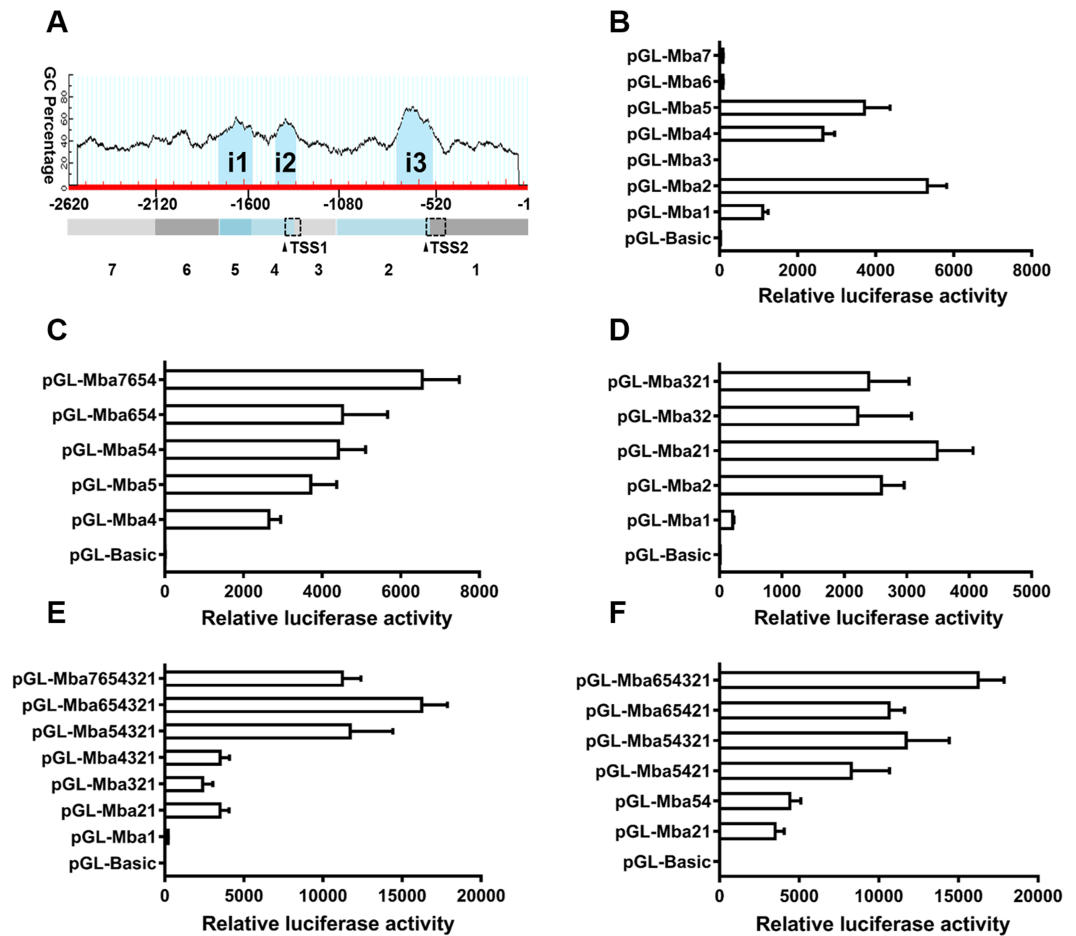 A
GC Percentage
80
60
40
20
0
i1 i2 i3
-2620 -2120 -1600 -1080 -520 -1
TSS1 TSS2
7 6 5 4 3 2 1
B
pGL-Mba7
pGL-Mba6
pGL-Mba5
pGL-Mba4
pGL-Mba3
pGL-Mba2
pGL-Mba1
pGL-Basic
0 2000 4000 6000 8000
Relative luciferase activity
C
pGL-Mba7654
pGL-Mba654
pGL-Mba54
pGL-Mba5
pGL-Mba4
pGL-Basic
0 2000 4000 6000 8000
Relative luciferase activity
D
pGL-Mba321
pGL-Mba32
pGL-Mba21
pGL-Mba2
pGL-Mba1
pGL-Basic
0 1000 2000 3000 4000 5000
Relative luciferase activity
E
pGL-Mba7654321
pGL-Mba654321
pGL-Mba54321
pGL-Mba4321
pGL-Mba321
pGL-Mba21
pGL-Mba1
pGL-Basic
0 5000 10000 15000 20000
Relative luciferase activity
F
pGL-Mba654321
pGL-Mba65421
pGL-Mba54321
pGL-Mba5421
pGL-Mba54
pGL-Mba21
pGL-Basic
0 5000 10000 15000 20000
Relative luciferase activity